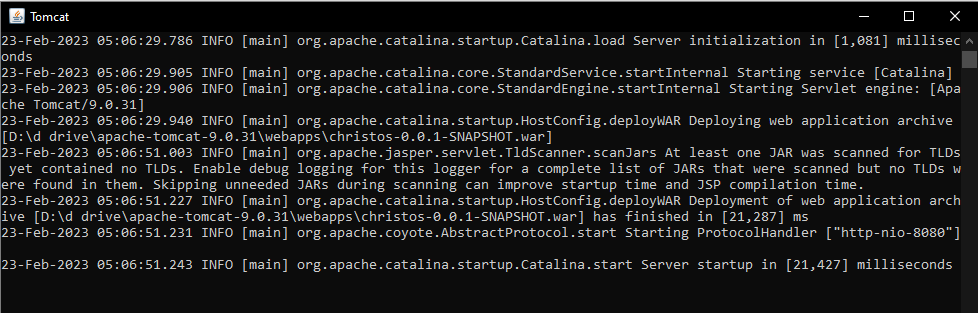 Tomcat
23-Feb-2023 05:06:29.786 INFO [main] org.apache.catalina.startup.Catalina.load Server initialization in [1,081] millisec
onds
23-Feb-2023 05:06:29.905 INFO [main] org.apache.catalina.core.StandardService.startInternal Starting service [Catalina]
23-Feb-2023 05:06:29.906 INFO [main] org.apache.catalina.core.StandardEngine.startInternal Starting Servlet engine: [Apa
che Tomcat/9.0.31]
23-Feb-2023 05:06:29.940 INFO [main] org.apache.catalina.startup.HostConfig.deployWAR Deploying web application archive
[D:\d drive\apache-tomcat-9.0.31\webapps\christos-0.0.1-SNAPSHOT.war]
23-Feb-2023 05:06:51.003 INFO [main] org.apache.jasper.servlet.TldScanner.scanJars At least one JAR was scanned for TLDs
yet contained no TLDs. Enable debug logging for this logger for a complete list of JARs that were scanned but no TLDs w
ere found in them. Skipping unneeded JARs during scanning can improve startup time and JSP compilation time.
23-Feb-2023 05:06:51.227 INFO [main] org.apache.catalina.startup.HostConfig.deployWAR Deployment of web application arch
ive [D:\d drive\apache-tomcat-9.0.31\webapps\christos-0.0.1-SNAPSHOT.war] has finished in [21,287] ms
23-Feb-2023 05:06:51.231 INFO [main] org.apache.coyote.AbstractProtocol.start Starting ProtocolHandler ["http-nio-8080"]
23-Feb-2023 05:06:51.243 INFO [main] org.apache.catalina.startup.Catalina.start Server startup in [21,427] milliseconds